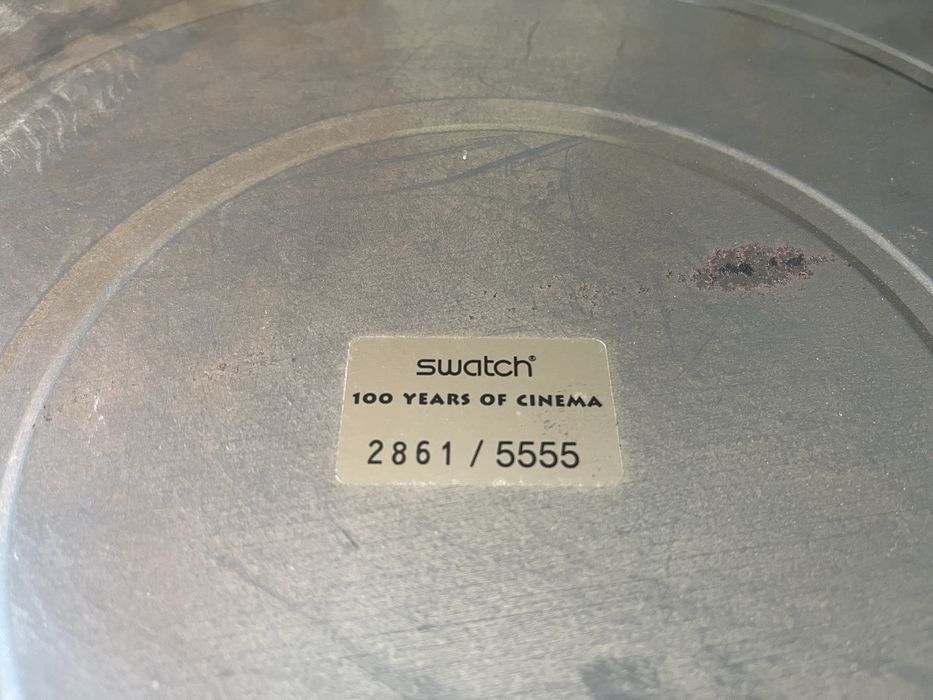 swatch®
100 YEARS OF CINEMA
2861 / 5555